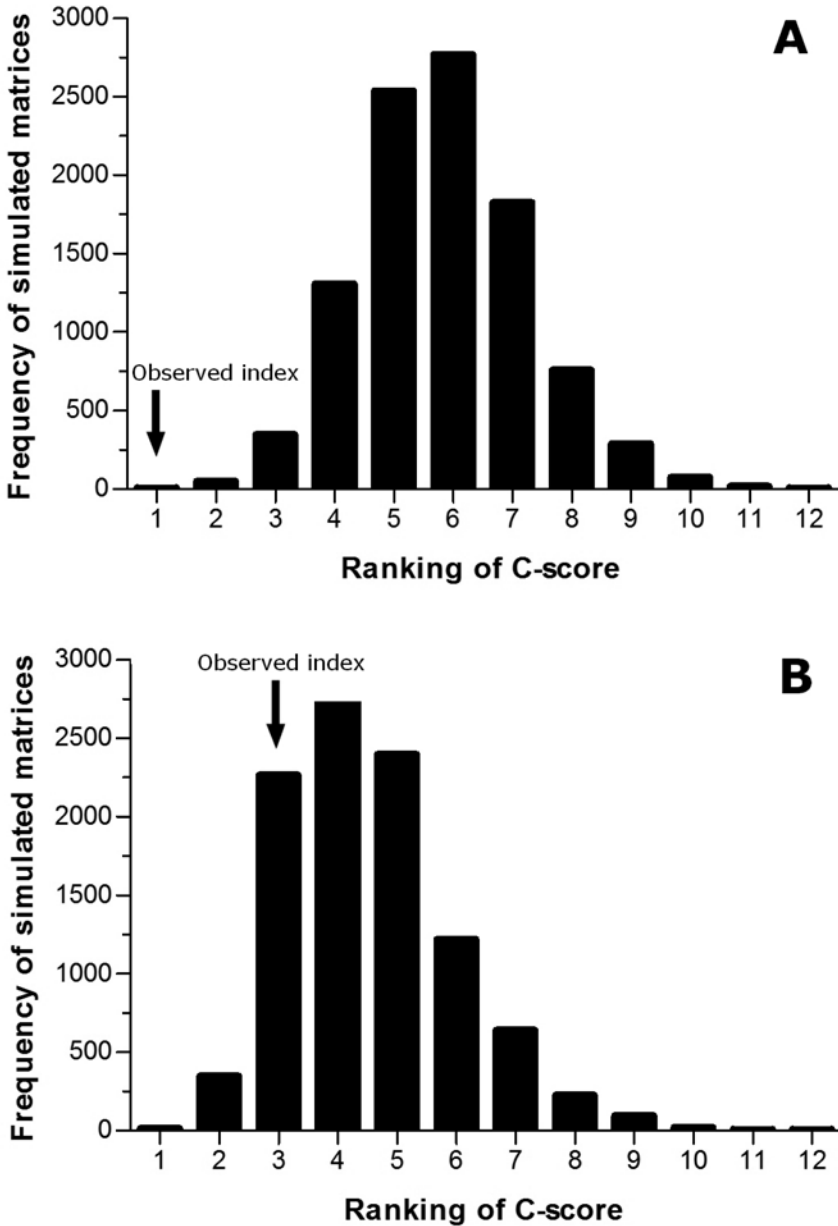 A
Frequency of simulated matrices
3000
2500
2000
1500
1000
500
0
Observed index
1 2 3 4 5 6 7 8 9 10 11 12
Ranking of C-score
B
Frequency of simulated matrices
3000
2500
2000
1500
1000
500
0
Observed index
1 2 3 4 5 6 7 8 9 10 11 12
Ranking of C-score